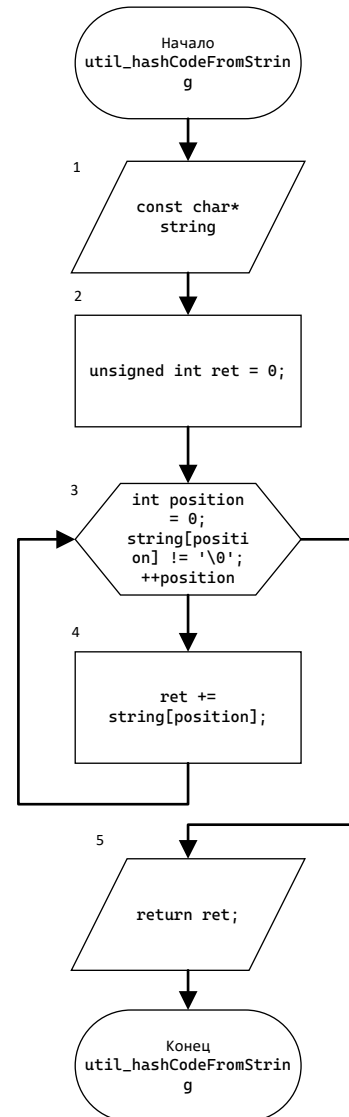 Начало
util_hashCodeFromStrin
g
1
const char*
string
2
unsigned int ret = 0;
3
int position
= 0;
string[positi
on] != '\0';
++position
4
ret +=
string[position];
5
return ret;
Конец
util_hashCodeFromStrin
g